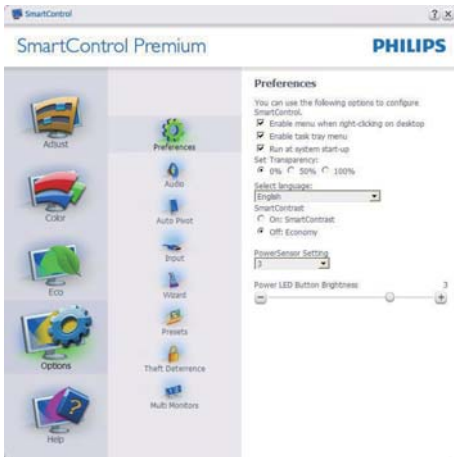 SmartControl
SmartControl Premium
PHILIPS
Adjust
Color
Eco
Options
Help
Preferences
Audio
Auto Pivot
Input
Wizard
Presets
Theft Deterrence
Multi Monitors
Preferences
You can use the following options to configure
SmartControl.
Enable menu when right-clicking on desktop
Enable task tray menu
Run at system start-up
Set Transparency:
0% 50% 100%
Select language:
English
SmartContrast
On: SmartContrast
Off: Economy
PowerSensor Setting
3
Power LED Button Brightness 3